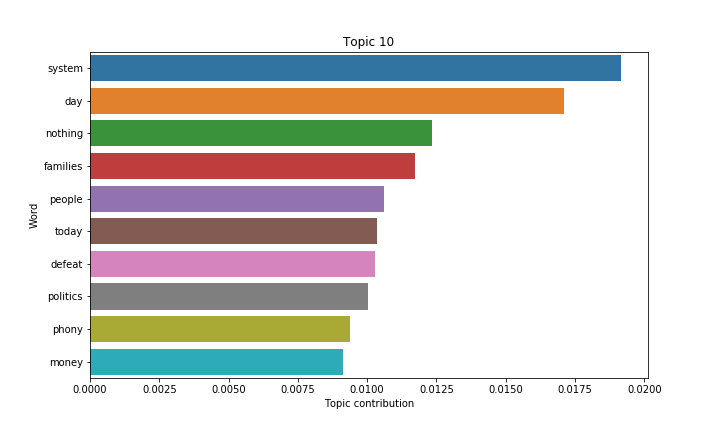 Topic 10
system
day
nothing
families
people
today
defeat
politics
phony
money
Word
0.0000 0.0025 0.0050 0.0075 0.0100 0.0125 0.0150 0.0175 0.0200
Topic contribution